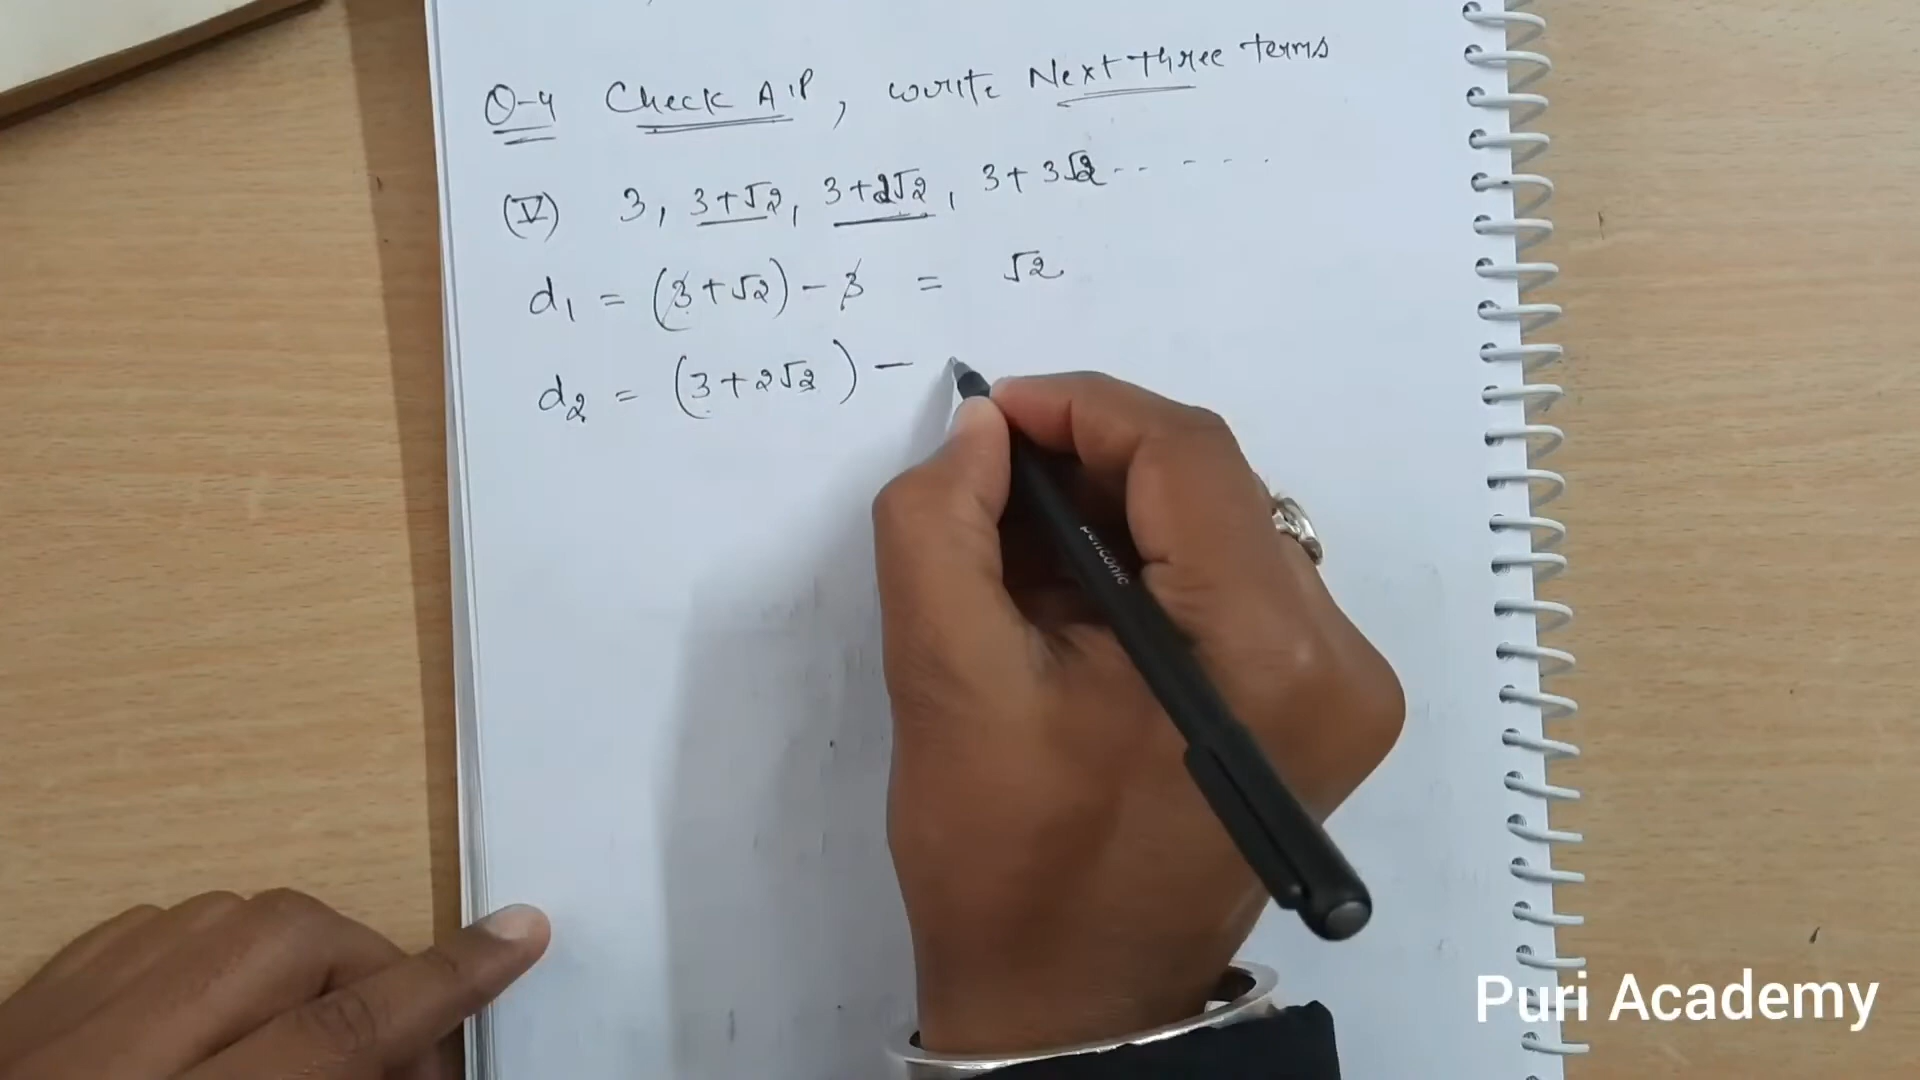 Q-4 Check A.P, write Next three terms
(V) 3, 3+√2, 3+2√2, 3+3√2 - - - - - -
d₁ = (3+√2) - 3 = √2
d₂ = (3+2√2) -
Puri Academy